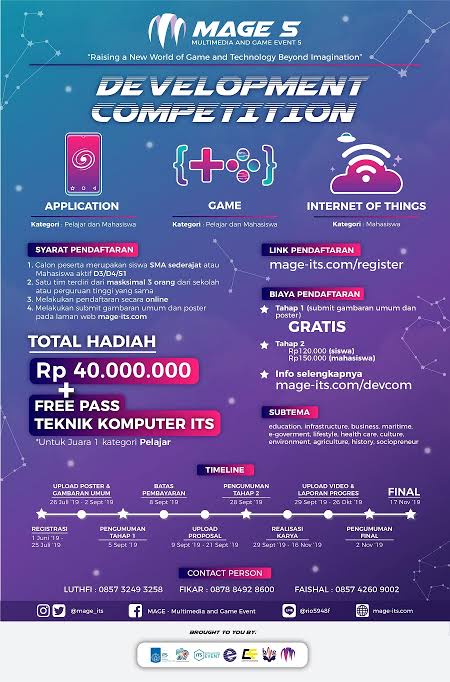 MAGE 5
MULTIMEDIA AND GAME EVENT 5
"Raising a New World of Game and Technology Beyond Imagination"
DEVELOPMENT
COMPETITION
APPLICATION
Kategori : Pelajar dan Mahasiswa
GAME
Kategori : Pelajar dan Mahasiswa
INTERNET OF THINGS
Kategori : Mahasiswa
SYARAT PENDAFTARAN
1. Calon peserta merupakan siswa SMA sederajat atau
Mahasiswa aktif D3/D4/S1
2. Satu tim terdiri dari masksimal 3 orang dari sekolah
atau perguruan tinggi yang sama
3. Melakukan pendaftaran secara online
4. Melakukan submit gambaran umum dan poster
pada laman web mage-its.com
TOTAL HADIAH
Rp 40.000.000
+
FREE PASS
TEKNIK KOMPUTER ITS
*Untuk Juara 1 kategori Pelajar
LINK PENDAFTARAN
mage-its.com/register
BIAYA PENDAFTARAN
Tahap 1 (submit gambaran umum dan
poster)
GRATIS
Tahap 2
Rp120.000 (siswa)
Rp150.000 (mahasiswa)
Info selengkapnya
mage-its.com/devcom
SUBTEMA
education, infrastructure, business, maritime,
e-goverment, lifestyle, health care, culture,
environment, agriculture, history, sociopreneur
TIMELINE
REGISTRASI
1 Juni '19 -
25 Juli '19
UPLOAD POSTER &
GAMBARAN UMUM
26 Juli '19 - 2 Sept '19
PENGUMUMAN
TAHAP 1
5 Sept '19
BATAS
PEMBAYARAN
8 Sept '19
UPLOAD
PROPOSAL
9 Sept '19 - 21 Sept '19
PENGUMUMAN
TAHAP 2
28 Sept '19
REALISASI
KARYA
29 Sept '19 - 16 Nov '19
UPLOAD VIDEO &
LAPORAN PROGRES
29 Sept '19 - 26 Okt '19
PENGUMUMAN
FINAL
2 Nov '19
FINAL
17 Nov '19
CONTACT PERSON
LUTHFI : 0857 3249 3258
FIKAR : 0878 8492 8600
FAISHAL : 0857 4260 9002
@mage_its
MAGE - Multimedia and Game Event
@rio5948f
mage-its.com
BROUGHT TO YOU BY: